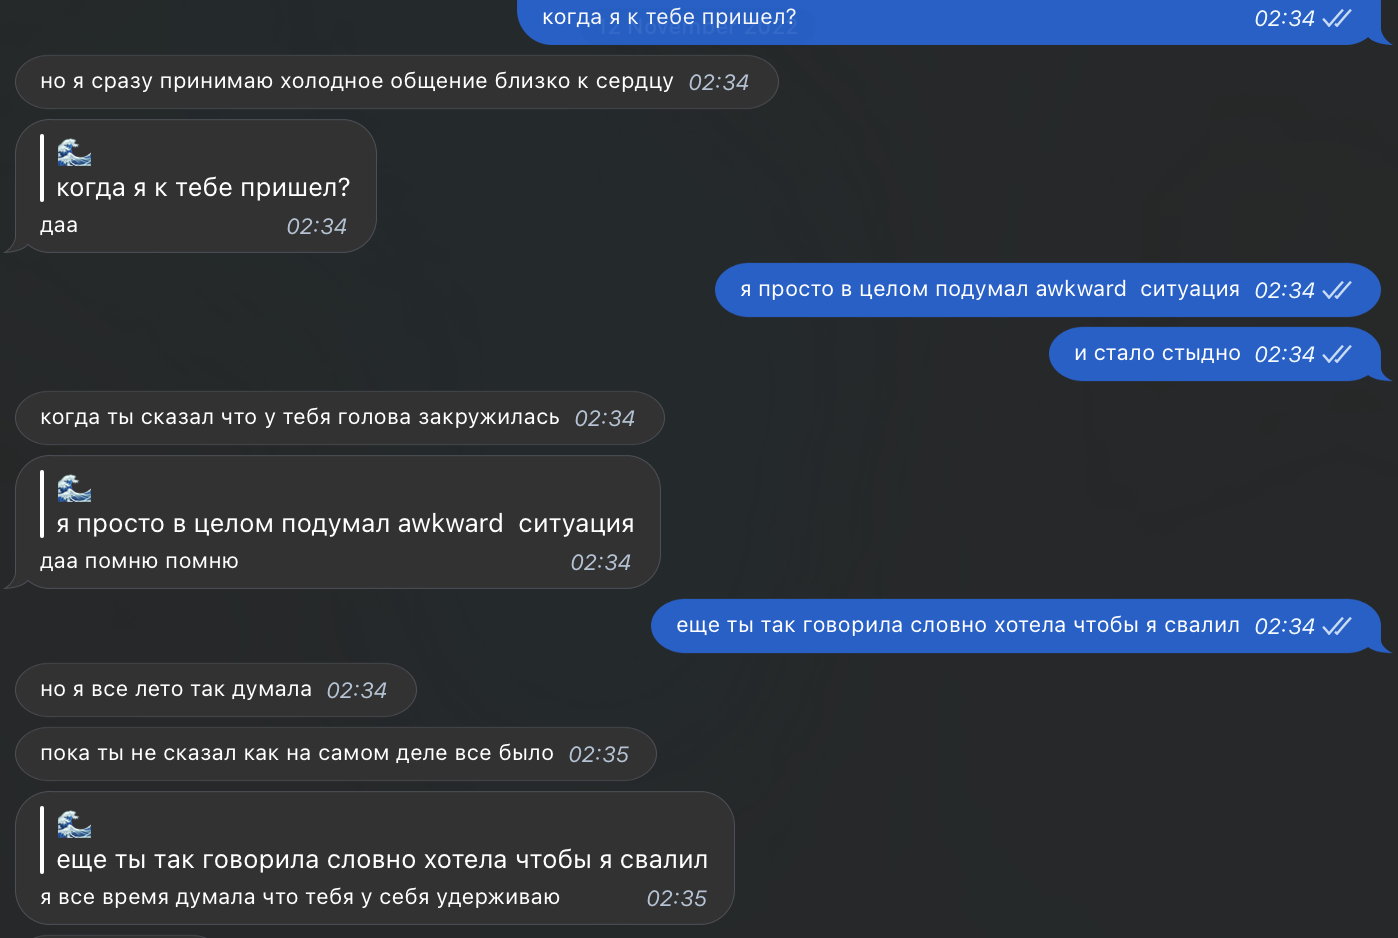 когда я к тебе пришел? 02:34
12 November 2022
но я сразу принимаю холодное общение близко к сердцу 02:34
🌊
когда я к тебе пришел?
даа 02:34
я просто в целом подумал awkward ситуация 02:34
и стало стыдно 02:34
когда ты сказал что у тебя голова закружилась 02:34
🌊
я просто в целом подумал awkward ситуация
даа помню помню 02:34
еще ты так говорила словно хотела чтобы я свалил 02:34
но я все лето так думала 02:34
пока ты не сказал как на самом деле все было 02:35
🌊
еще ты так говорила словно хотела чтобы я свалил
я все время думала что тебя у себя удерживаю 02:35